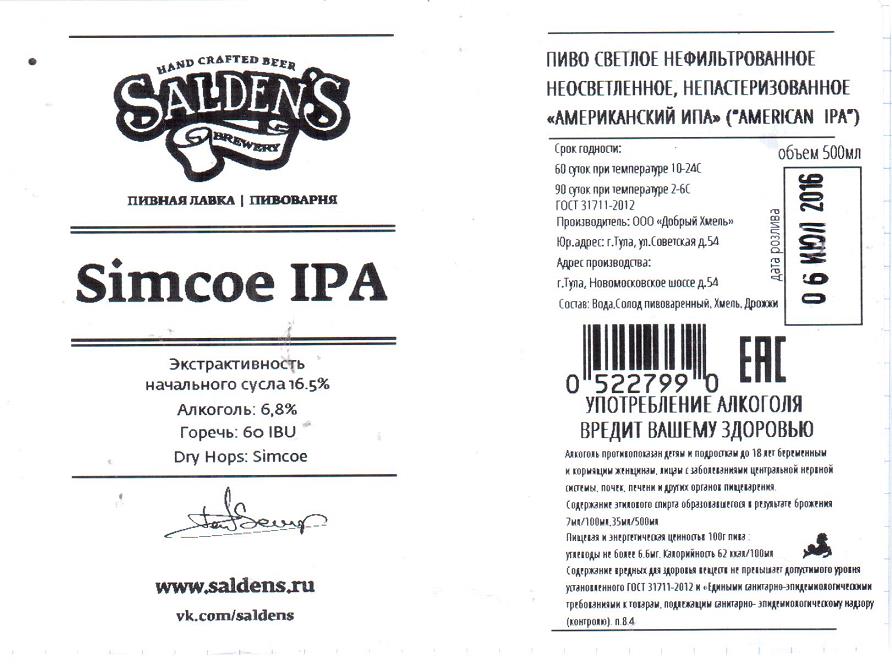 HAND CRAFTED BEER
SALDEN'S
BREWERY
ПИВНАЯ ЛАВКА | ПИВОВАРНЯ
Simcoe IPA
Экстрактивность
начального сусла 16.5%
Алкоголь: 6,8%
Горечь: 60 IBU
Dry Hops: Simcoe
www.saldens.ru
vk.com/saldens
ПИВО СВЕТЛОЕ НЕФИЛЬТРОВАННОЕ
НЕОСВЕТЛЕННОЕ, НЕПАСТЕРИЗОВАННОЕ
«АМЕРИКАНСКИЙ ИПА» ("AMERICAN IPA")
Срок годности:
объем 500мл
60 суток при температуре 10-24С
90 суток при температуре 2-6С
ГОСТ 31711-2012
Производитель: ООО «Добрый Хмель»
Юр.адрес: г.Тула, ул.Советская д.54
Адрес производства:
г.Тула, Новомосковское шоссе д.54
Состав: Вода,Солод пивоваренный, Хмель, Дрожжи
дата розлива
06 ИЮЛ 2016
0 522799 0
EAC
УПОТРЕБЛЕНИЕ АЛКОГОЛЯ
ВРЕДИТ ВАШЕМУ ЗДОРОВЬЮ
Алкоголь противопоказан детям и подросткам до 18 лет беременным
и кормящим женщинам, лицам с заболеваниями центральной нервной
системы, почек, печени и других органов пищеварения.
Содержание этилового спирта образовавшегося в результате брожения
7мл/100мл,35мл/500мл
Пищевая и энергетическая ценностью 100г пива :
углеводы не более 6.6мг. Калорийность 62 ккал/100мл
Содержание вредных для здоровья веществ не превышает допустимого уровня
установленного ГОСТ 31711-2012 и «Едиными санитарно-эпидемиологическими
требованиями к товарам, подлежащим санитарно- эпидемиологическому надзору
(контролю). п.8.4